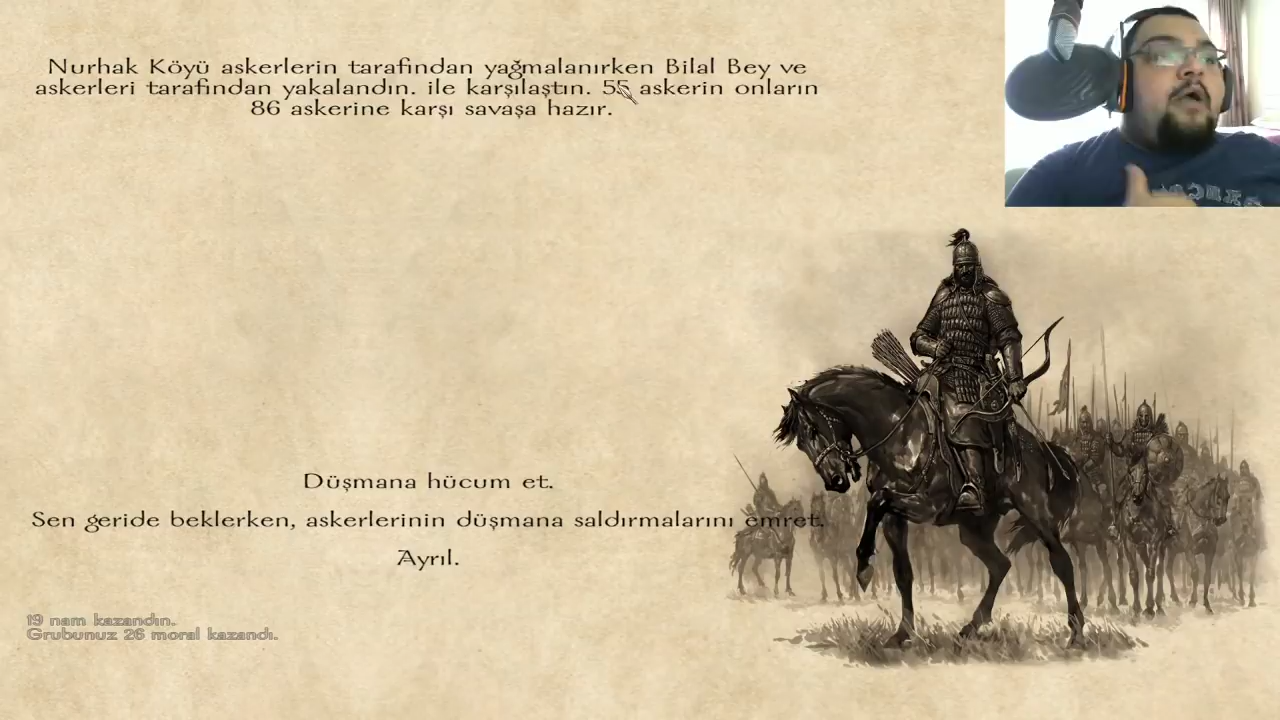 Nurhak Köyü askerlerin tarafından yağmalanırken Bilal Bey ve
askerleri tarafından yakalandın. ile karşılaştın. 55 askerin onların
86 askerine karşı savaşa hazır.
Düşmana hücum et.
Sen geride beklerken, askerlerinin düşmana saldırmalarını emret.
Ayrıl.
19 nam kazandın.
Grubunuz 26 moral kazandı.